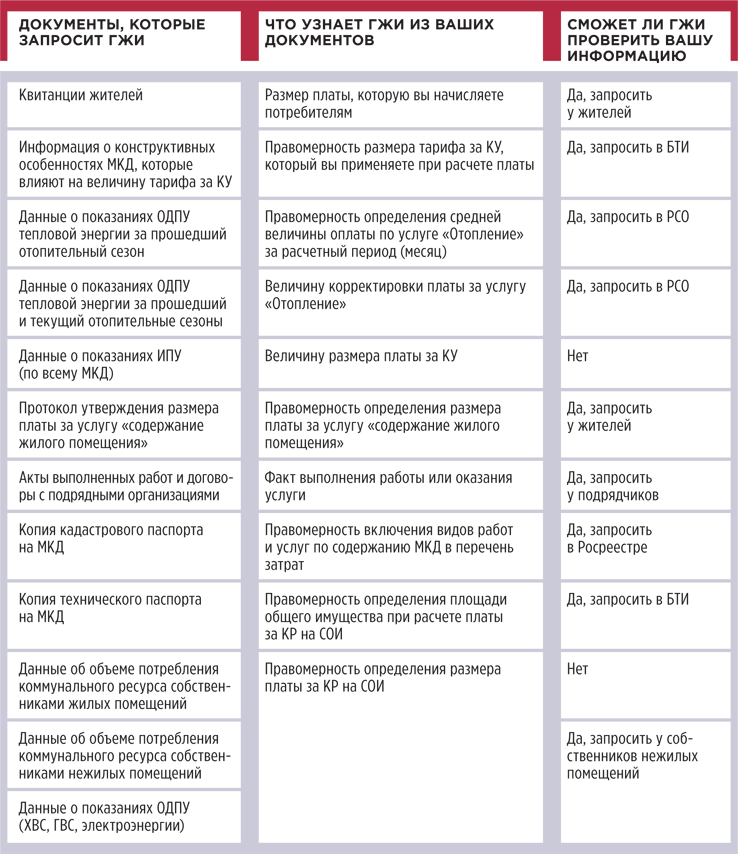 ДОКУМЕНТЫ, КОТОРЫЕ
ЗАПРОСИТ ГЖИ
ЧТО УЗНАЕТ ГЖИ ИЗ ВАШИХ
ДОКУМЕНТОВ
СМОЖЕТ ЛИ ГЖИ
ПРОВЕРИТЬ ВАШУ
ИНФОРМАЦИЮ
Квитанции жителей
Размер платы, которую вы начисляете
потребителям
Да, запросить
у жителей
Информация о конструктивных
особенностях МКД, которые
влияют на величину тарифа за КУ
Правомерность размера тарифа за КУ,
который вы применяете при расчете платы
Да, запросить в БТИ
Данные о показаниях ОДПУ
тепловой энергии за прошедший
отопительный сезон
Правомерность определения средней
величины оплаты по услуге «Отопление»
за расчетный период (месяц)
Да, запросить в РСО
Данные о показаниях ОДПУ
тепловой энергии за прошедший
и текущий отопительные сезоны
Величину корректировки платы за услугу
«Отопление»
Да, запросить в РСО
Данные о показаниях ИПУ
(по всему МКД)
Величину размера платы за КУ
Нет
Протокол утверждения размера
платы за услугу «содержание
жилого помещения»
Правомерность определения размера
платы за услугу «содержание жилого
помещения»
Да, запросить
у жителей
Акты выполненных работ и догово-
ры с подрядными организациями
Факт выполнения работы или оказания
услуги
Да, запросить
у подрядчиков
Копия кадастрового паспорта
на МКД
Правомерность включения видов работ
и услуг по содержанию МКД в перечень
затрат
Да, запросить
в Росреестре
Копия технического паспорта
на МКД
Правомерность определения площади
общего имущества при расчете платы
за КР на СОИ
Да, запросить в БТИ
Данные об объеме потребления
коммунального ресурса собствен-
никами жилых помещений
Правомерность определения размера
платы за КР на СОИ
Нет
Данные об объеме потребления
коммунального ресурса собствен-
никами нежилых помещений
Да, запросить у соб-
ственников нежилых
помещений
Данные о показаниях ОДПУ
(ХВС, ГВС, электроэнергии)